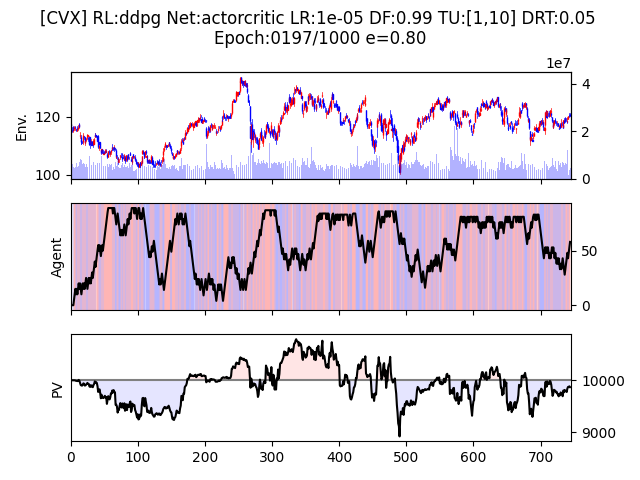 [CVX] RL:ddpg Net:actorcritic LR:1e-05 DF:0.99 TU:[1,10] DRT:0.05
Epoch:0197/1000 e=0.80
1e7
Env.
120
100
4
2
0
Agent
50
0
PV
10000
9000
0 100 200 300 400 500 600 700